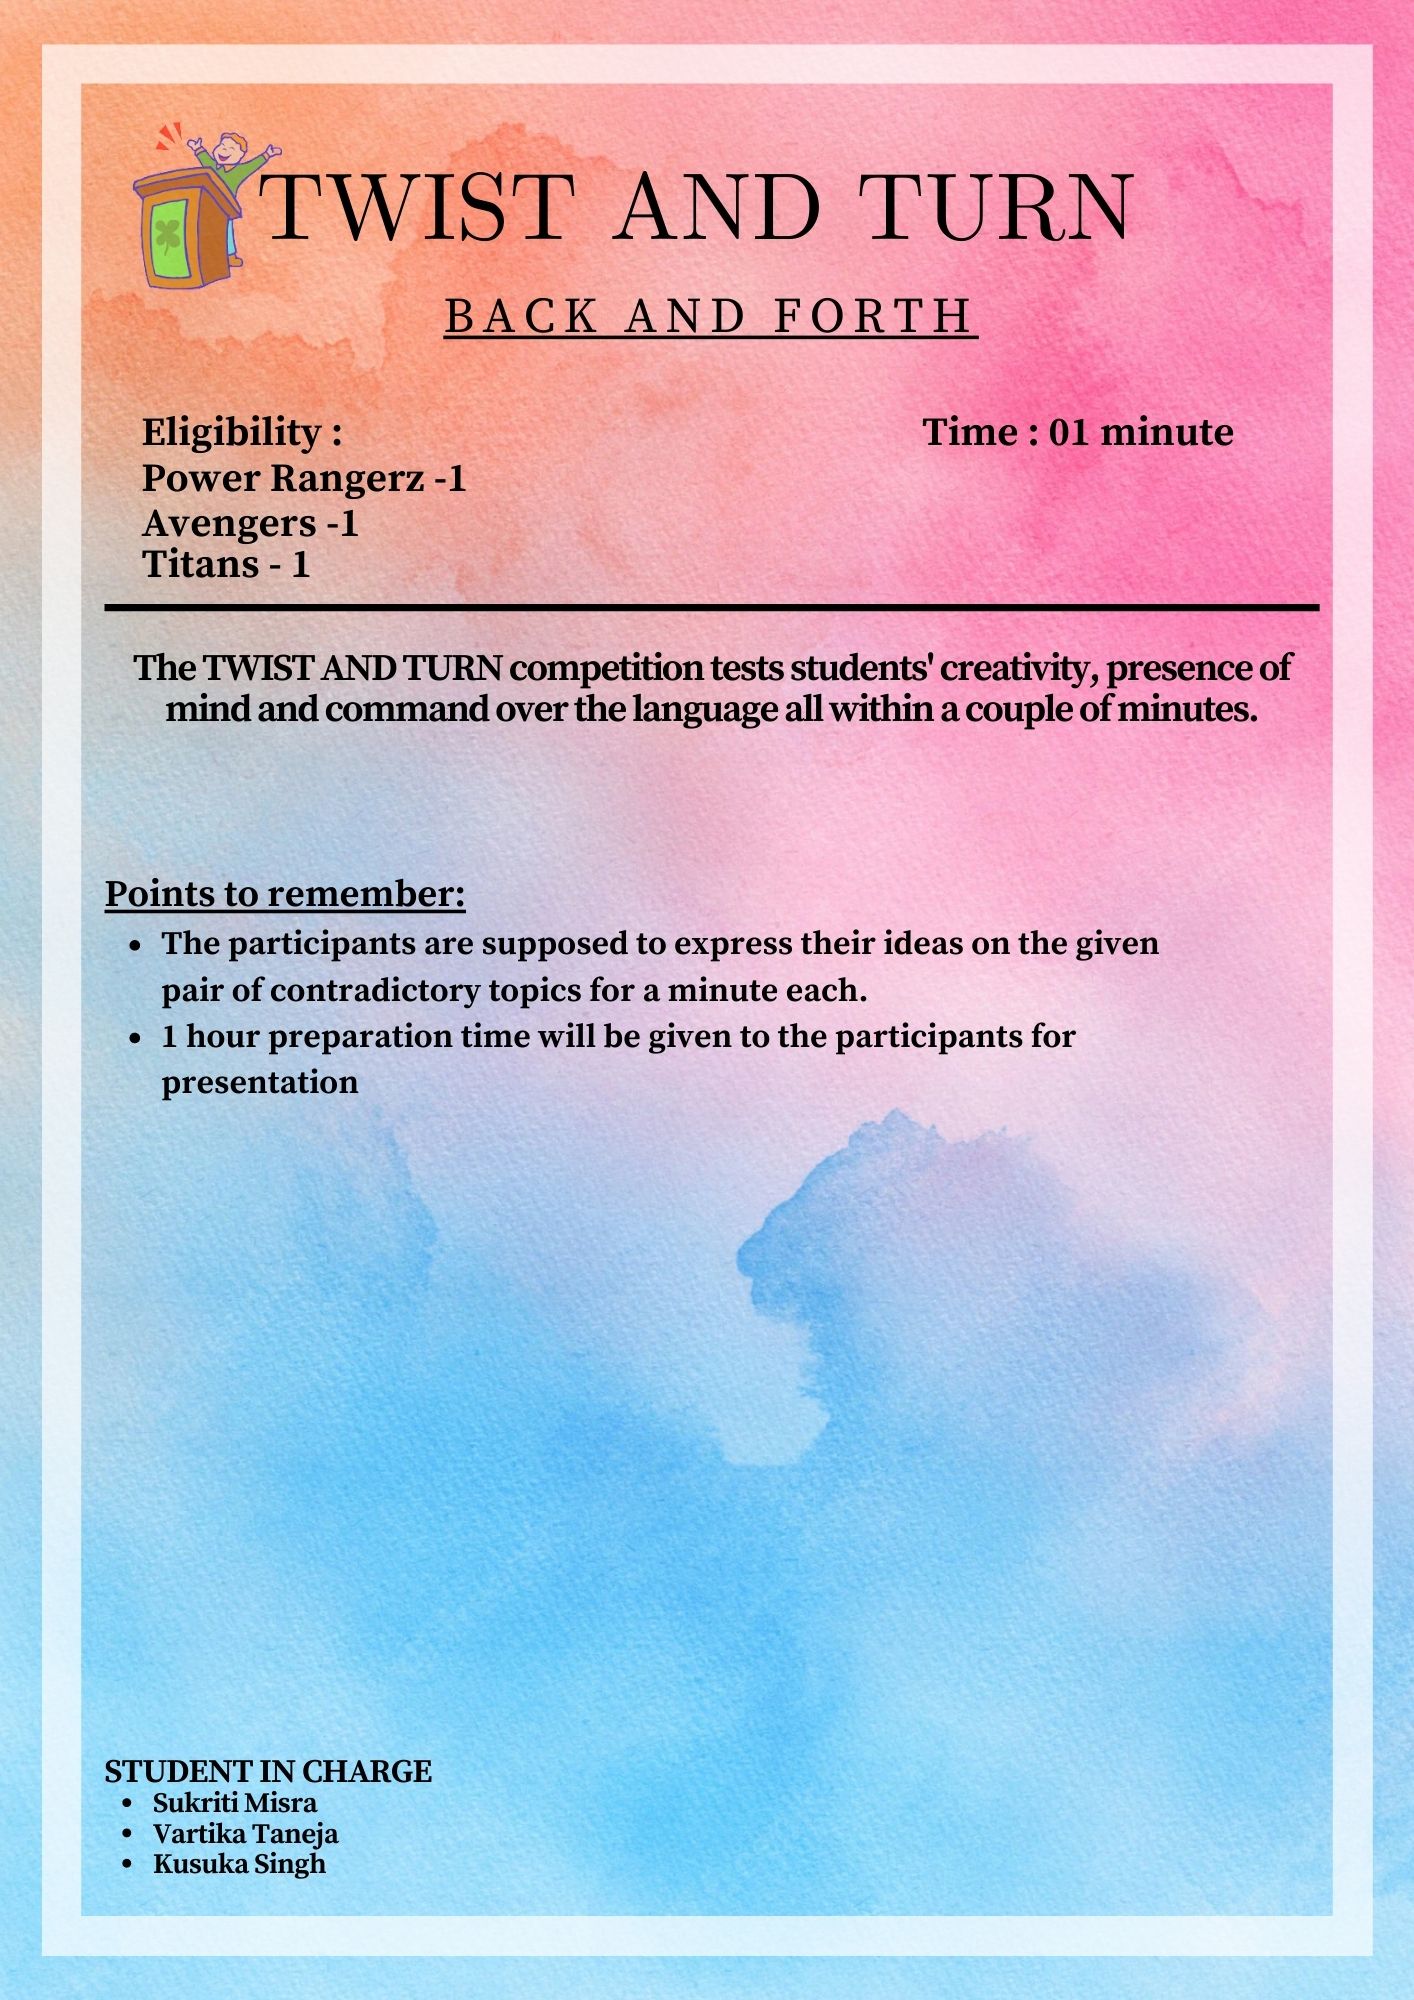 TWIST AND TURN
BACK AND FORTH
Eligibility :
Power Rangerz -1
Avengers -1
Titans - 1
Time : 01 minute
The TWIST AND TURN competition tests students' creativity, presence of
mind and command over the language all within a couple of minutes.
Points to remember:
• The participants are supposed to express their ideas on the given
pair of contradictory topics for a minute each.
• 1 hour preparation time will be given to the participants for
presentation
STUDENT IN CHARGE
• Sukriti Misra
• Vartika Taneja
• Kusuka Singh